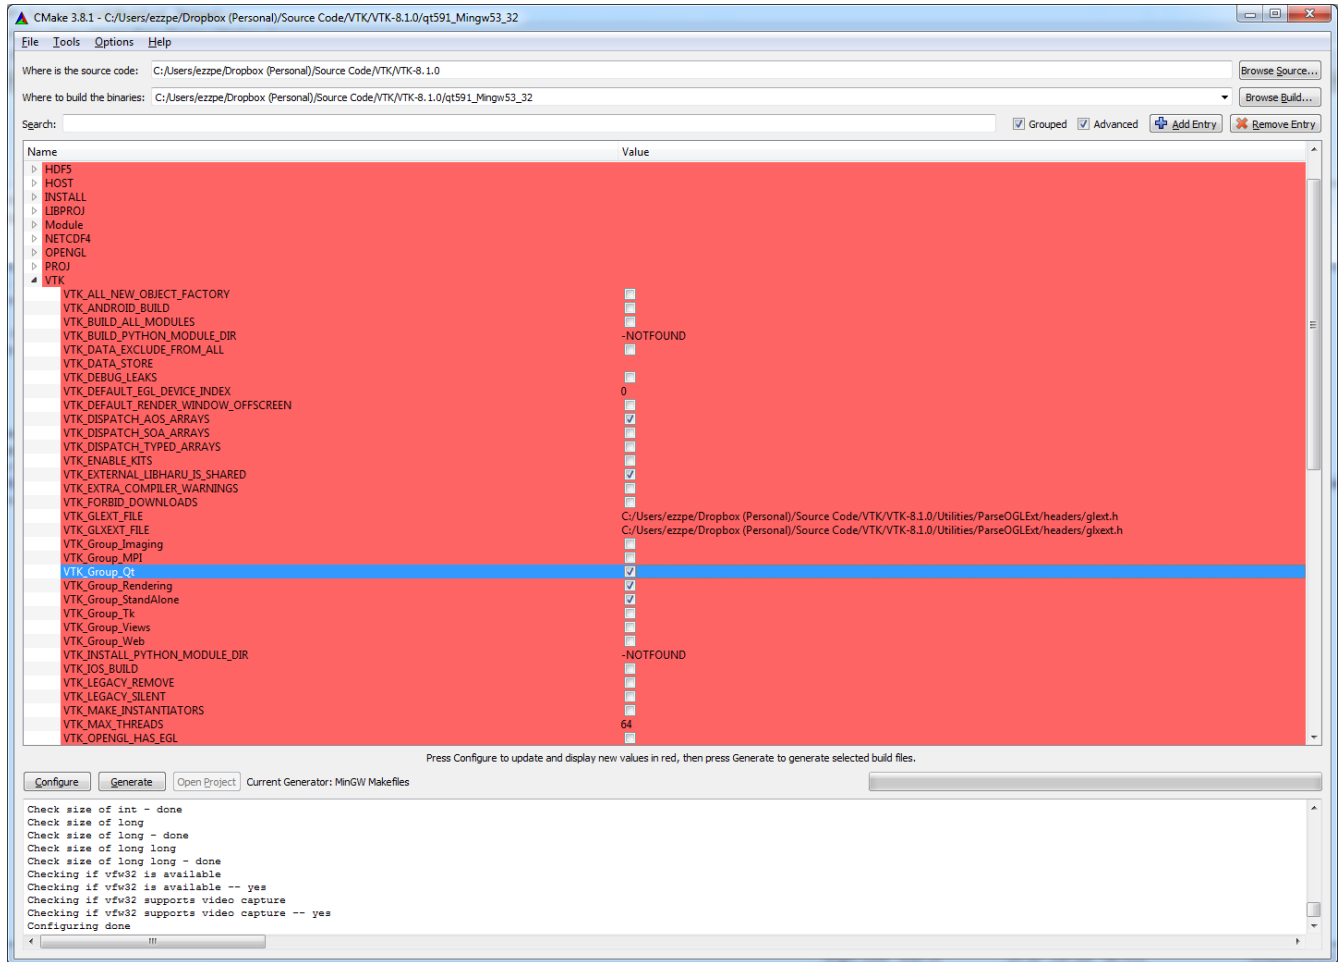 CMake 3.8.1 - C:/Users/ezzpe/Dropbox (Personal)/Source Code/VTK/VTK-8.1.0/qt591_Mingw53_32
File Tools Options Help
Where is the source code: C:/Users/ezzpe/Dropbox (Personal)/Source Code/VTK/VTK-8.1.0 Browse Source...
Where to build the binaries: C:/Users/ezzpe/Dropbox (Personal)/Source Code/VTK/VTK-8.1.0/qt591_Mingw53_32 Browse Build...
Search: Grouped Advanced Add Entry Remove Entry
Name Value
HDF5
HOST
INSTALL
LIBPROJ
Module
NETCDF4
OPENGL
PROJ
VTK
VTK_ALL_NEW_OBJECT_FACTORY
VTK_ANDROID_BUILD
VTK_BUILD_ALL_MODULES
VTK_BUILD_PYTHON_MODULE_DIR -NOTFOUND
VTK_DATA_EXCLUDE_FROM_ALL
VTK_DATA_STORE
VTK_DEBUG_LEAKS
VTK_DEFAULT_EGL_DEVICE_INDEX 0
VTK_DEFAULT_RENDER_WINDOW_OFFSCREEN
VTK_DISPATCH_AOS_ARRAYS
VTK_DISPATCH_SOA_ARRAYS
VTK_DISPATCH_TYPED_ARRAYS
VTK_ENABLE_KITS
VTK_EXTERNAL_LIBHARU_IS_SHARED
VTK_EXTRA_COMPILER_WARNINGS
VTK_FORBID_DOWNLOADS
VTK_GLEXT_FILE C:/Users/ezzpe/Dropbox (Personal)/Source Code/VTK/VTK-8.1.0/Utilities/ParseOGLExt/headers/glext.h
VTK_GLXEXT_FILE C:/Users/ezzpe/Dropbox (Personal)/Source Code/VTK/VTK-8.1.0/Utilities/ParseOGLExt/headers/glxext.h
VTK_Group_Imaging
VTK_Group_MPI
VTK_Group_Qt
VTK_Group_Rendering
VTK_Group_StandAlone
VTK_Group_Tk
VTK_Group_Views
VTK_Group_Web
VTK_INSTALL_PYTHON_MODULE_DIR -NOTFOUND
VTK_IOS_BUILD
VTK_LEGACY_REMOVE
VTK_LEGACY_SILENT
VTK_MAKE_INSTANTIATORS
VTK_MAX_THREADS 64
VTK_OPENGL_HAS_EGL
Press Configure to update and display new values in red, then press Generate to generate selected build files.
Configure Generate Open Project Current Generator: MinGW Makefiles
Check size of int - done
Check size of long
Check size of long - done
Check size of long long
Check size of long long - done
Checking if vfw32 is available
Checking if vfw32 is available -- yes
Checking if vfw32 supports video capture
Checking if vfw32 supports video capture -- yes
Configuring done